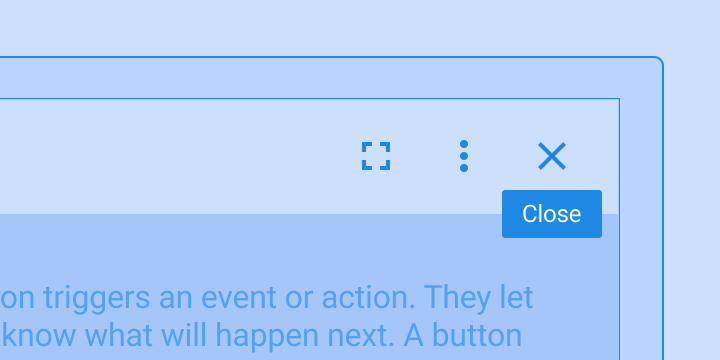 Close
on triggers an event or action. They let
know what will happen next. A button